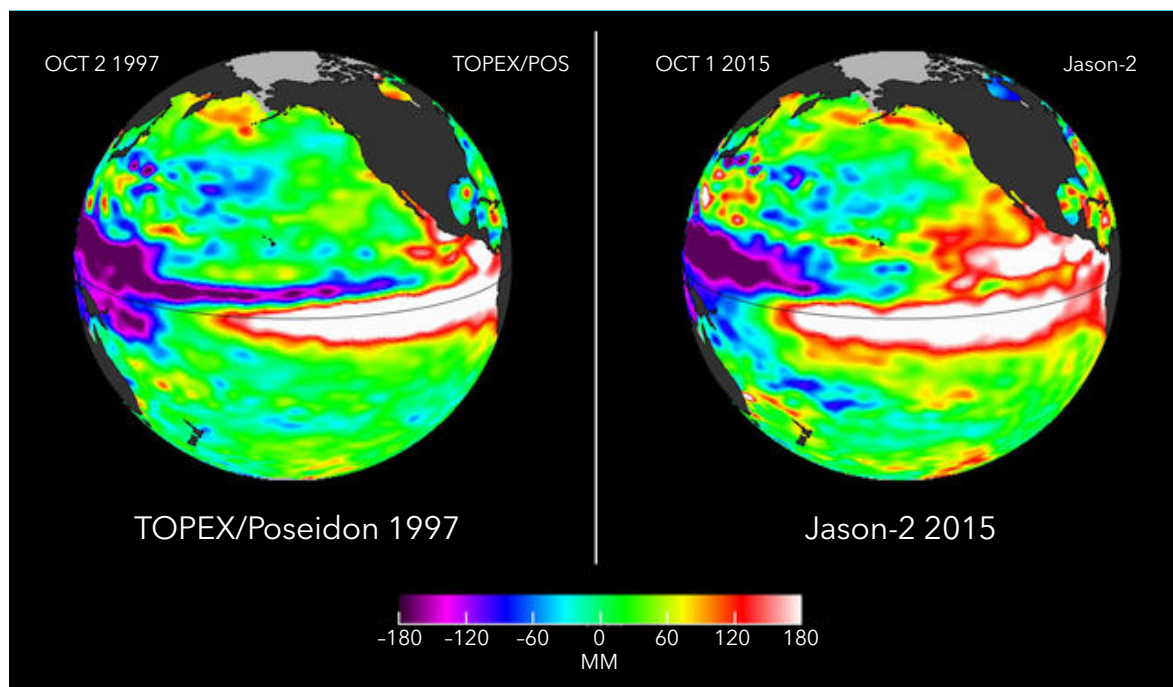 OCT 2 1997
TOPEX/POS
OCT 1 2015
Jason-2
TOPEX/Poseidon 1997
Jason-2 2015
-180 -120 -60 0 60 120 180
MM